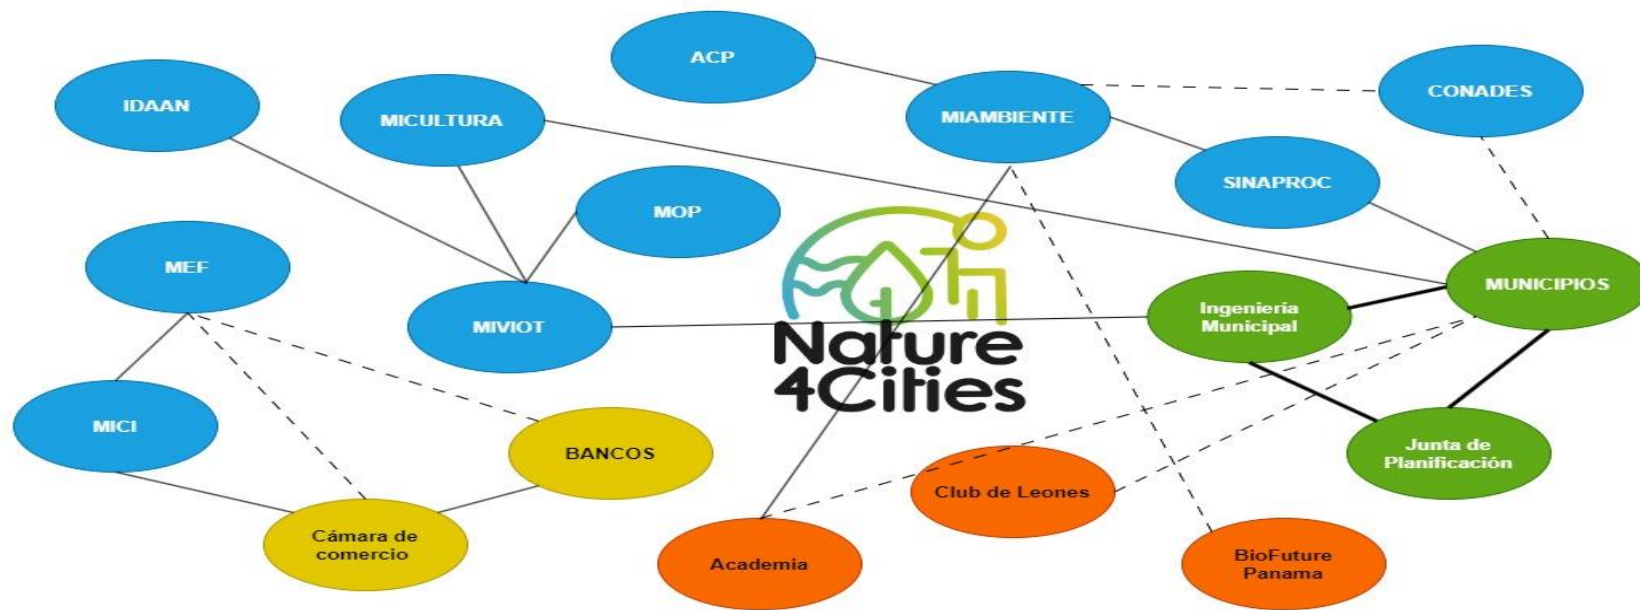 ACP
IDAAN
MICULTURA
MIAMBIENTE
CONADES
SINAPROC
MOP
MEF
MIVIOT
MUNICIPIOS
Ingeniería
Municipal
Nature
4Cities
MICI
BANCOS
Junta de
Planificación
Club de Leones
Cámara de
comercio
Academia
BioFuture
Panama